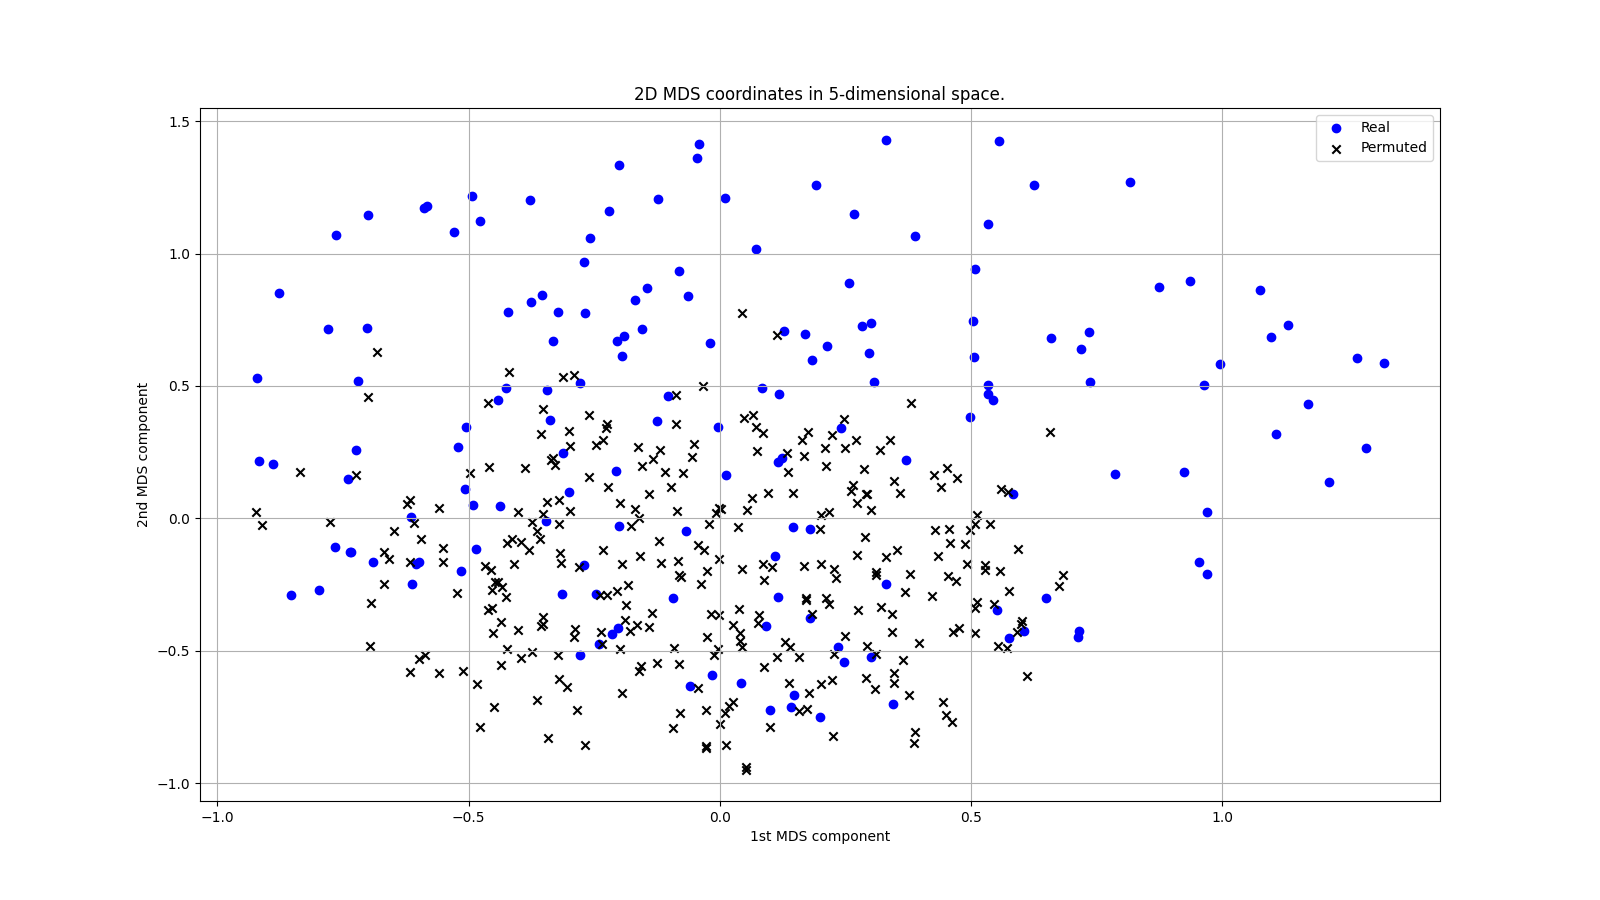 2D MDS coordinates in 5-dimensional space.
Real
Permuted
1.5
1.0
0.5
0.0
−0.5
−1.0
2nd MDS component
−1.0 −0.5 0.0 0.5 1.0
1st MDS component